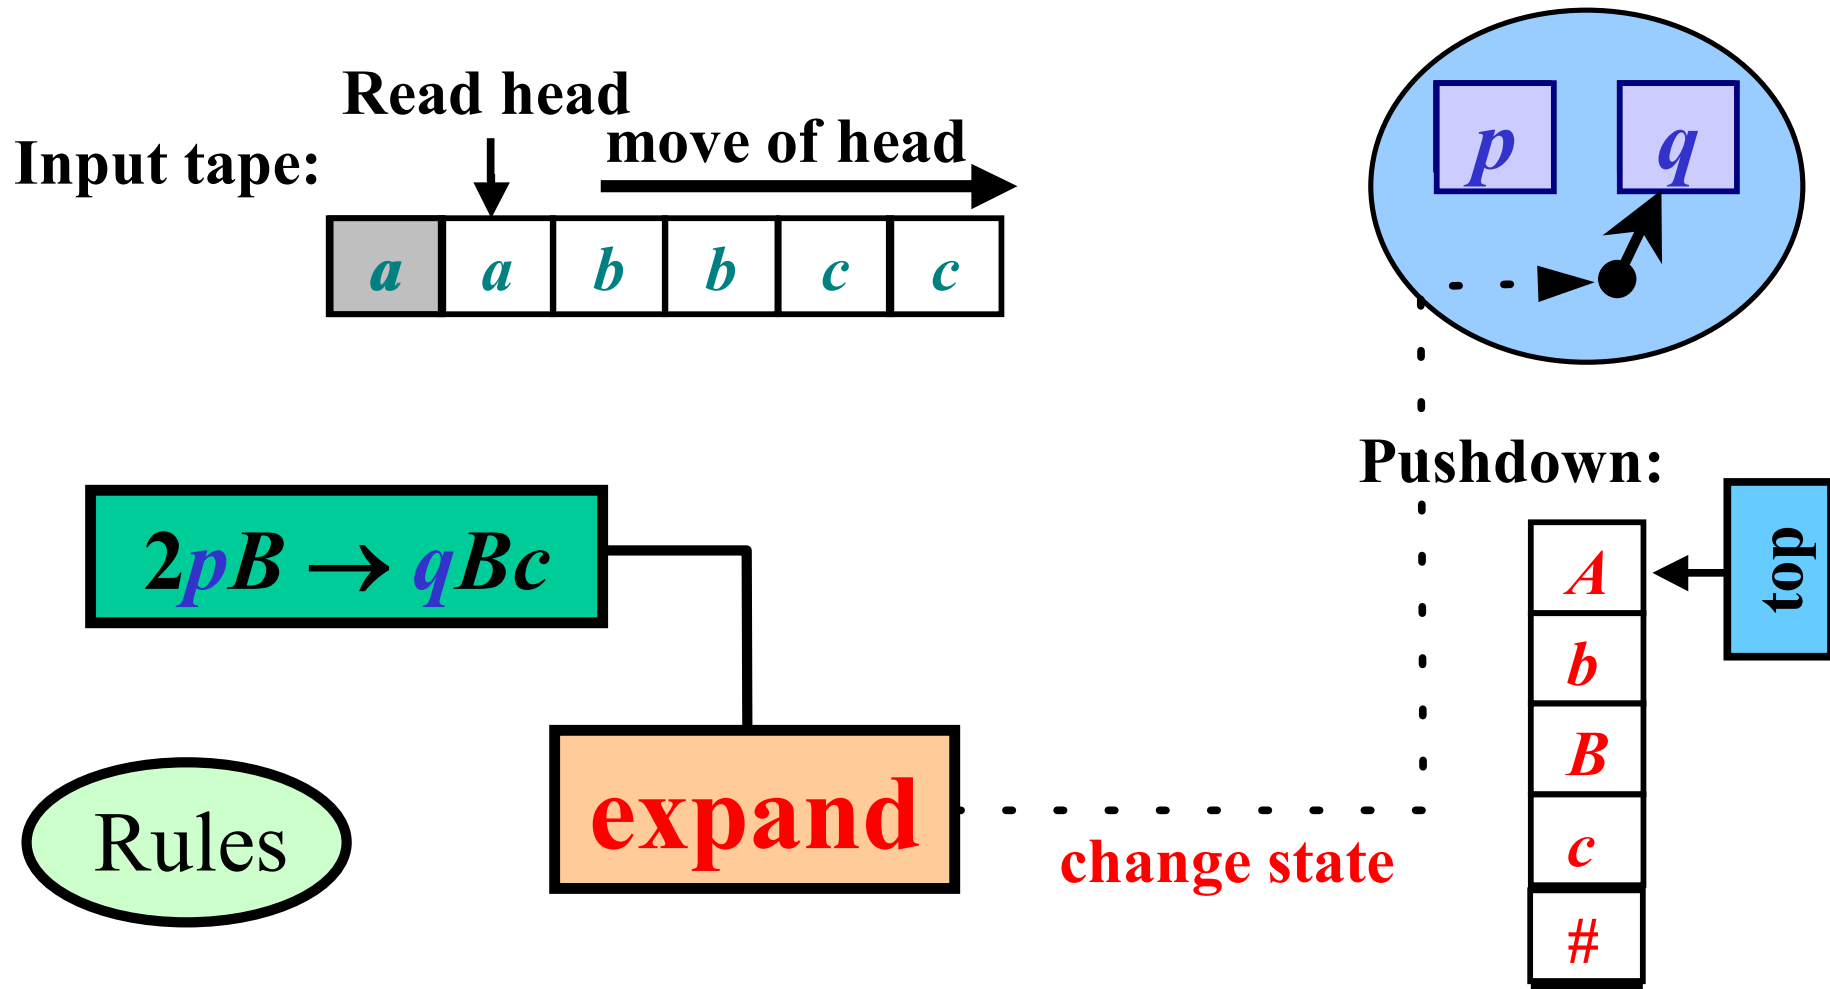 Read head
Input tape:
move of head
a a b b c c
p q
Pushdown:
2pB → qBc
top
A
b
B
c
#
expand
Rules
change state